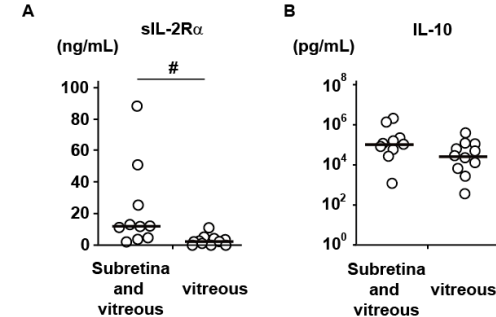 A
sIL-2Rα
(ng/mL)
#
100
80
60
40
20
0
Subretina
and
vitreous
vitreous
B
IL-10
(pg/mL)
10⁸
10⁶
10⁴
10²
10⁰
Subretina
and
vitreous
vitreous